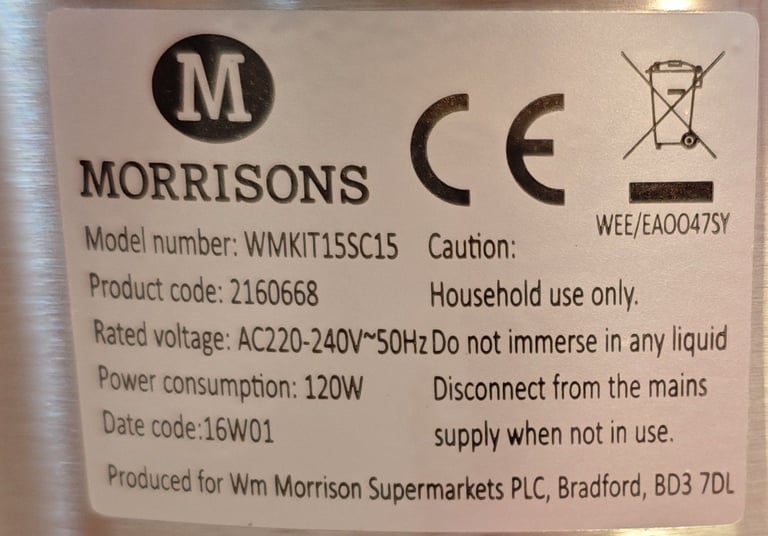 M
MORRISONS
CE
WEE/EA0047SY
Model number: WMKIT15SC15
Product code: 2160668
Rated voltage: AC220-240V~50Hz
Power consumption: 120W
Date code:16W01
Caution:
Household use only.
Do not immerse in any liquid
Disconnect from the mains
supply when not in use.
Produced for Wm Morrison Supermarkets PLC, Bradford, BD3 7DL